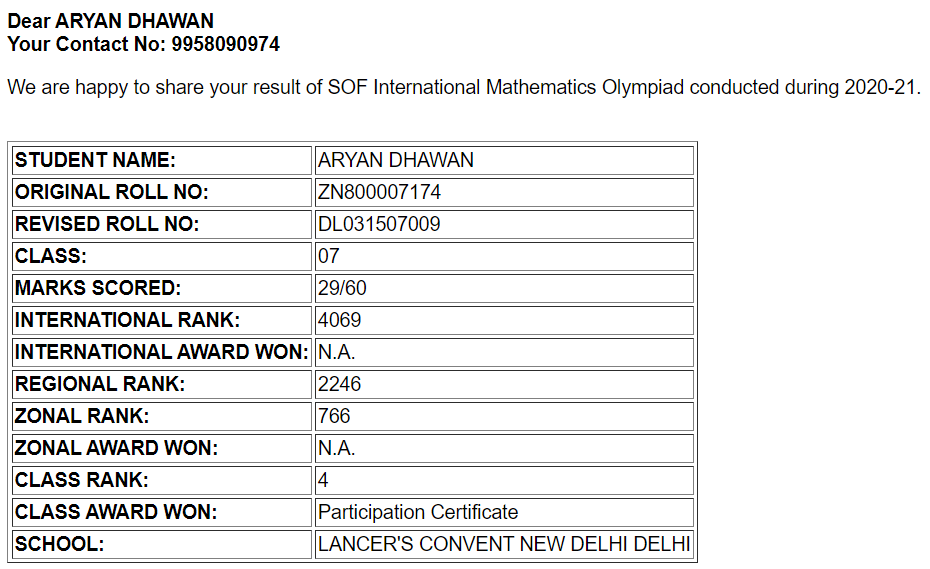 Dear ARYAN DHAWAN
Your Contact No: 9958090974
We are happy to share your result of SOF International Mathematics Olympiad conducted during 2020-21.
STUDENT NAME: ARYAN DHAWAN
ORIGINAL ROLL NO: ZN800007174
REVISED ROLL NO: DL031507009
CLASS: 07
MARKS SCORED: 29/60
INTERNATIONAL RANK: 4069
INTERNATIONAL AWARD WON: N.A.
REGIONAL RANK: 2246
ZONAL RANK: 766
ZONAL AWARD WON: N.A.
CLASS RANK: 4
CLASS AWARD WON: Participation Certificate
SCHOOL: LANCER'S CONVENT NEW DELHI DELHI